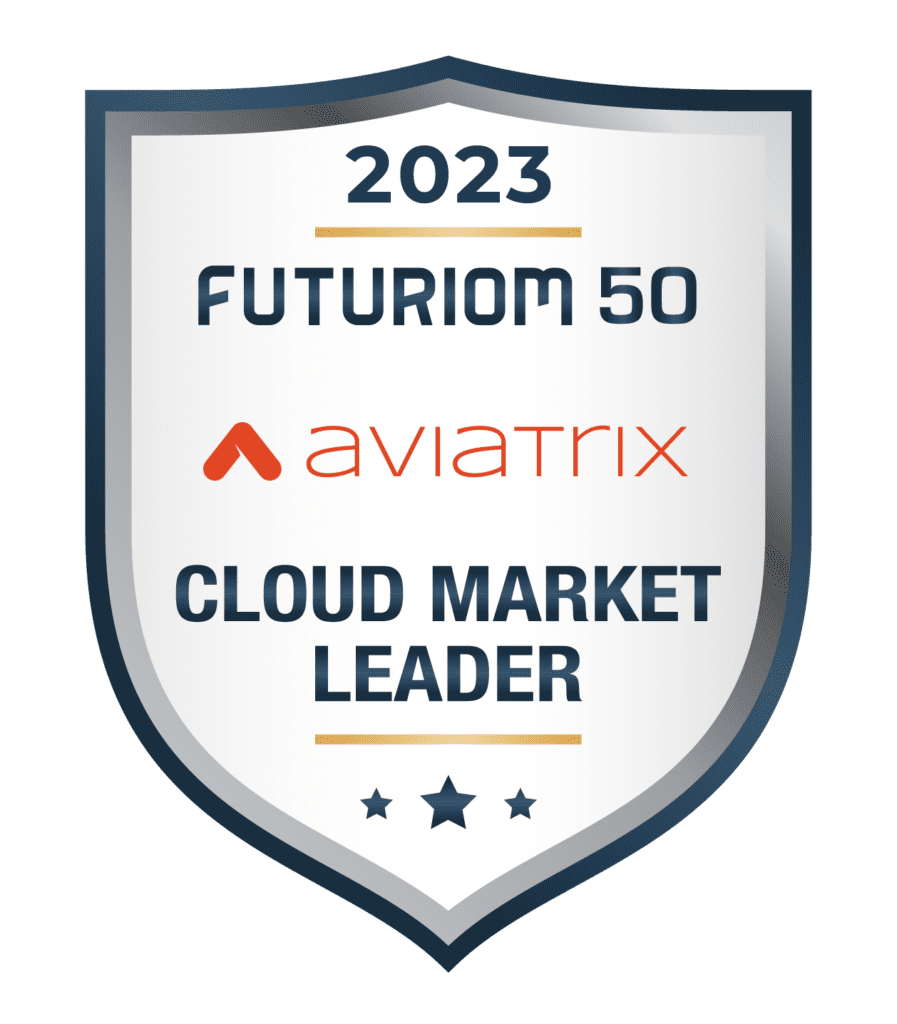 2023
FUTURIOM 50
aviatrix
CLOUD MARKET
LEADER